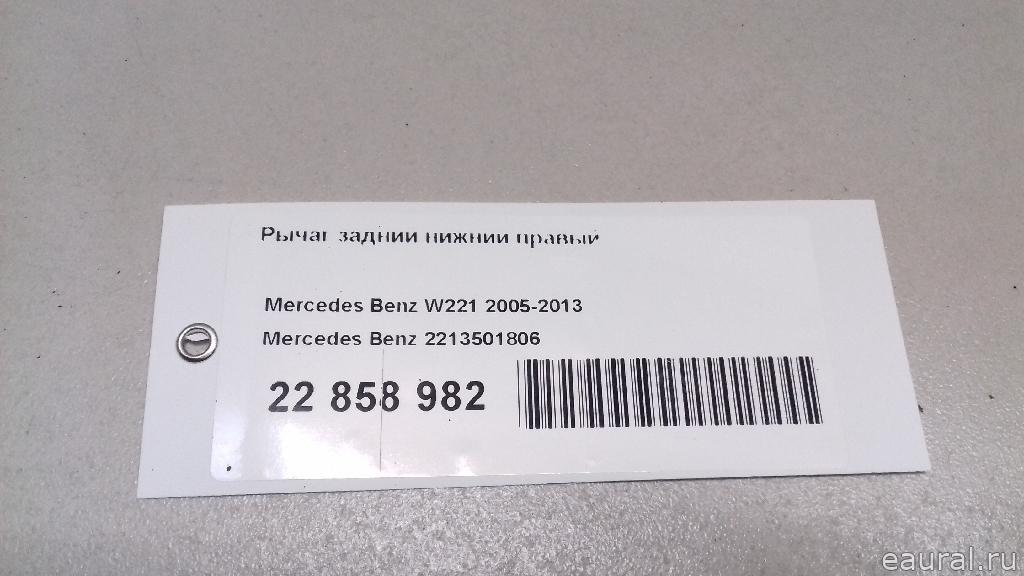 Рычаг задний нижний правый
Mercedes Benz W221 2005-2013
Mercedes Benz 2213501806
22 858 982
eaural.ru